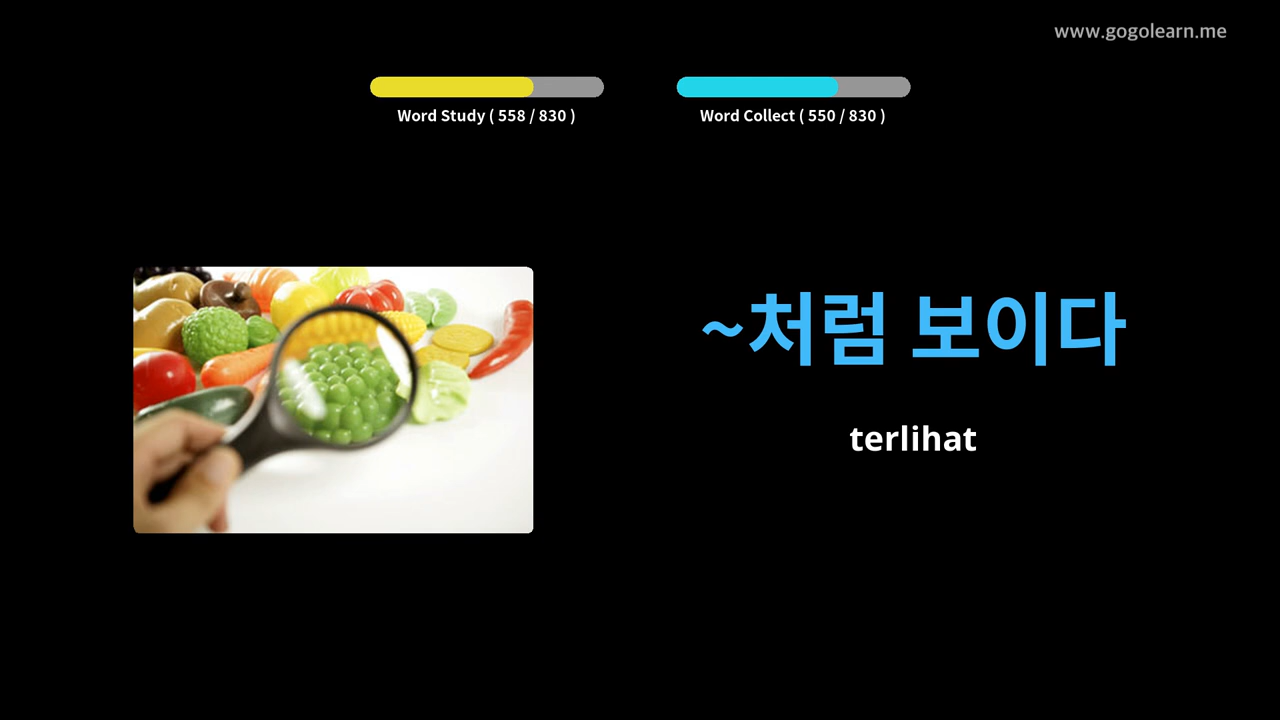 www.gogolearn.me
Word Study ( 558 / 830 )
Word Collect ( 550 / 830 )
~처럼 보이다
terlihat